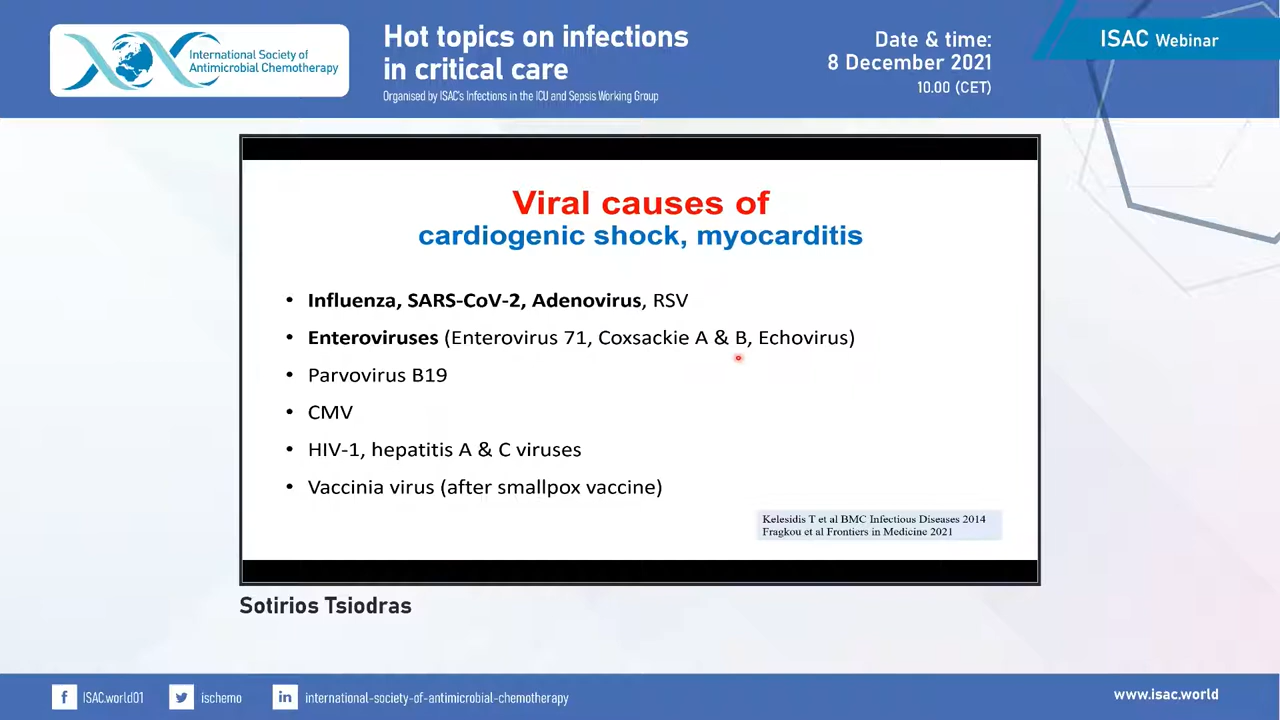 International Society of
Antimicrobial Chemotherapy
Hot topics on infections
in critical care
Organised by ISAC's Infections in the ICU and Sepsis Working Group
Date & time:
8 December 2021
10.00 (CET)
ISAC Webinar
Viral causes of
cardiogenic shock, myocarditis
• Influenza, SARS-CoV-2, Adenovirus, RSV
• Enteroviruses (Enterovirus 71, Coxsackie A & B, Echovirus)
• Parvovirus B19
• CMV
• HIV-1, hepatitis A & C viruses
• Vaccinia virus (after smallpox vaccine)
Kelesidis T et al BMC Infectious Diseases 2014
Fragkou et al Frontiers in Medicine 2021
Sotirios Tsiodras
ISAC.world01
ischemo
international-society-of-antimicrobial-chemotherapy
www.isac.world